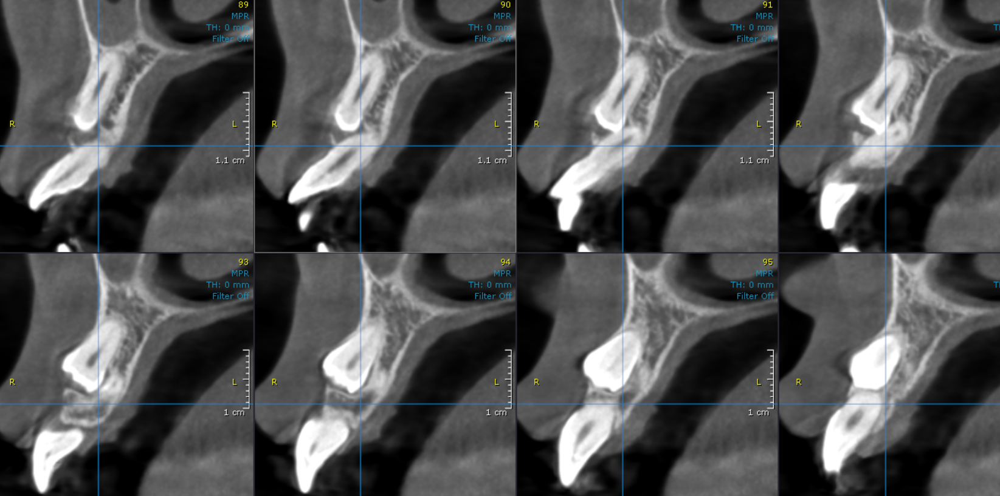 89
MPR
TH: 0 mm
Filter Off
R
L
1.1 cm
90
MPR
TH: 0 mm
Filter Off
R
L
1.1 cm
91
MPR
TH: 0 mm
Filter Off
R
L
1.1 cm
R
93
MPR
TH: 0 mm
Filter Off
R
L
1 cm
94
MPR
TH: 0 mm
Filter Off
R
L
1 cm
95
MPR
TH: 0 mm
Filter Off
R
L
1 cm
R